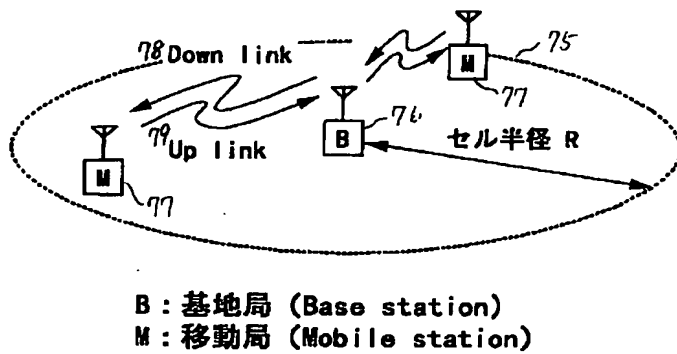 78 Down link
75
M
77
76
B
セル半径 R
79 Up link
M
77
B：基地局 (Base station)
M：移動局 (Mobile station)